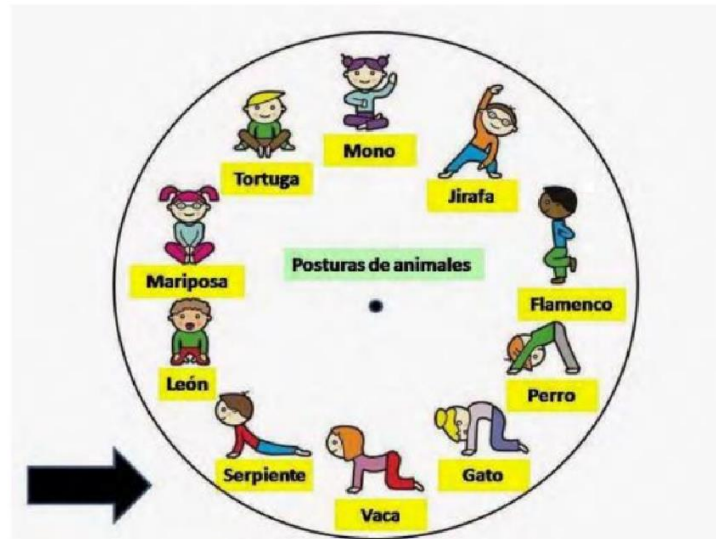 Mono
Tortuga
Jirafa
Mariposa
Posturas de animales
Flamenco
León
Perro
Serpiente
Gato
Vaca